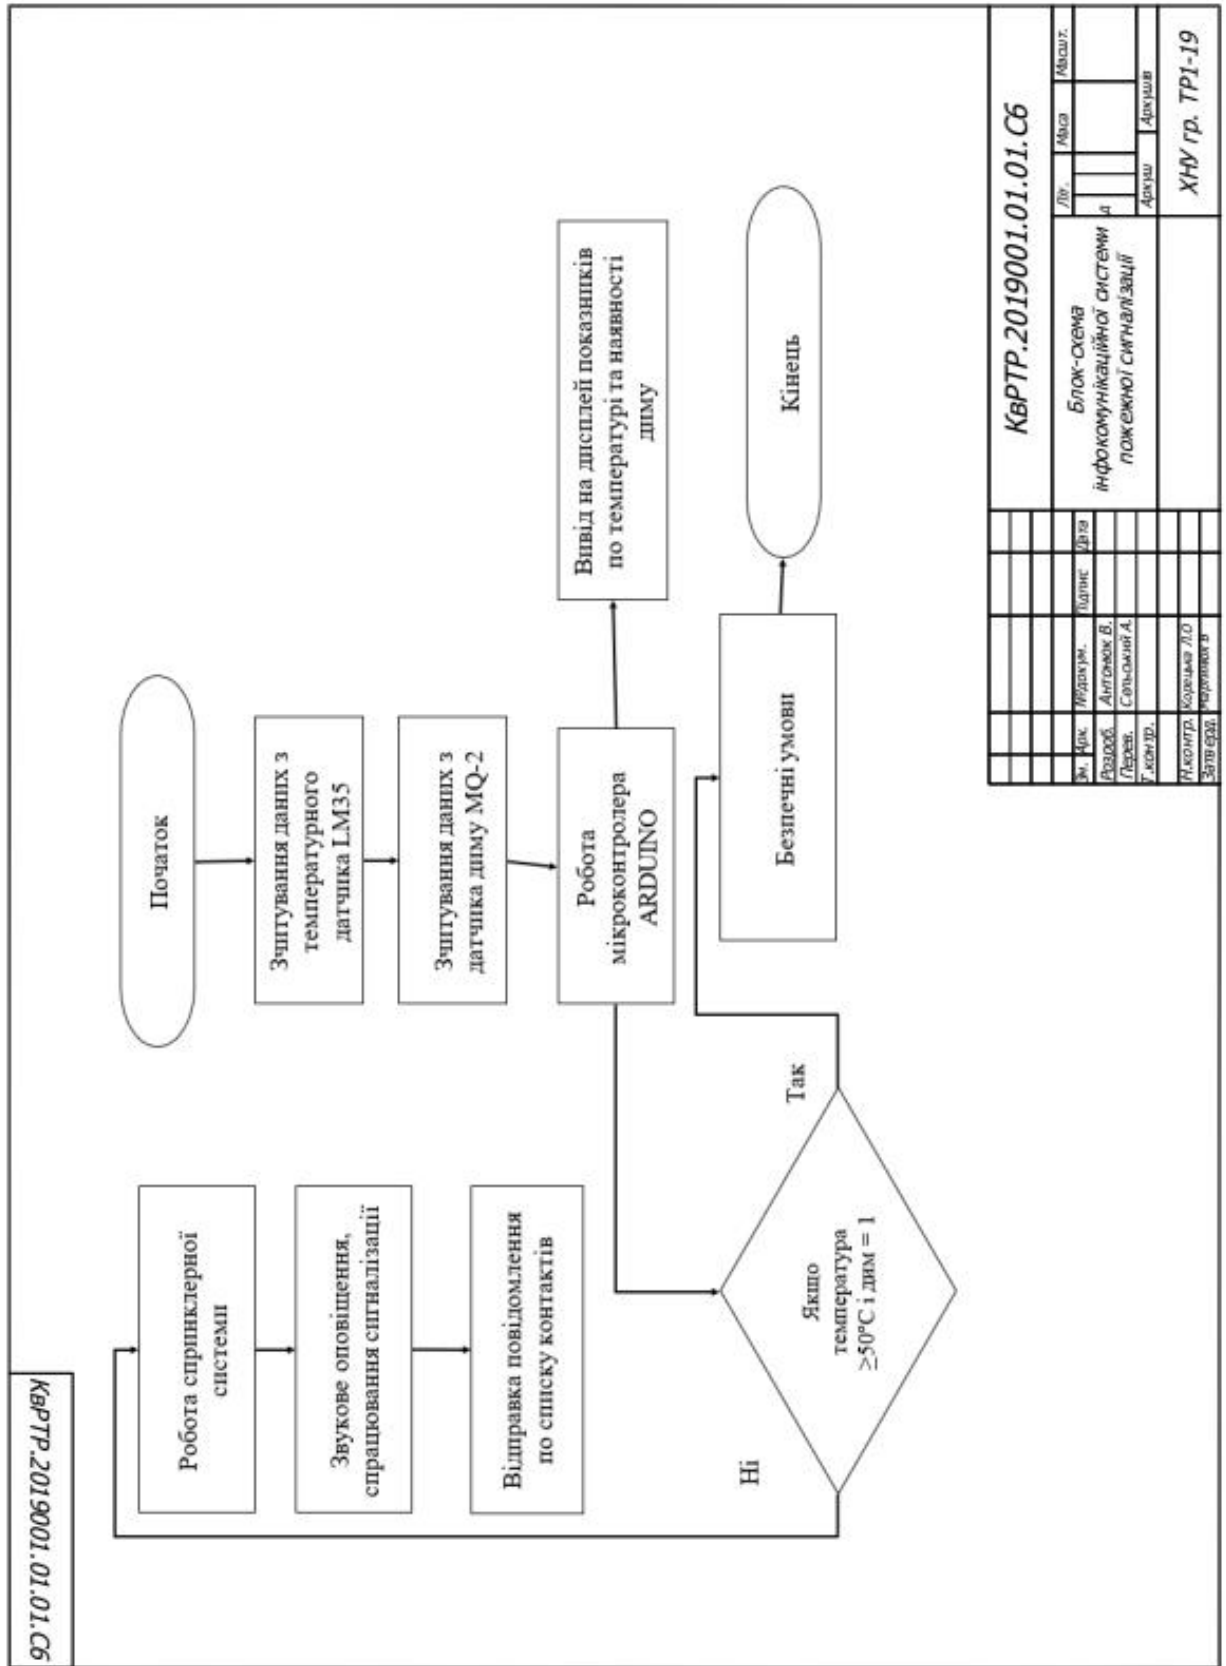 КвРТР.2019001.01.01.Сб
Початок
Зчитування даних з
температурного
датчика LM35
Зчитування даних з
датчика диму MQ-2
Робота
мікроконтролера
ARDUINO
Вивід на дисплей показників
по температурі та наявності
диму
Робота спринклерної
системи
Звукове оповіщення,
спрацювання сигналізації
Відправка повідомлення
по списку контактів
Якщо
температура
≥50°C і дим = 1
Ні
Так
Безпечні умови
Кінець
КвРТР.2019001.01.01.Сб
Зм. Арк. №докум. Підпис Дата
Розроб. Антонюк В.
Перев. Сельський А.
Т.контр.
Н.контр. Корецька Л.О
Затверд.
Блок-схема
інфокомунікаційної системи
пожежної сигналізації
Літ. Маса Масшт.
д
Аркуш Аркушів
ХНУ гр. ТР1-19